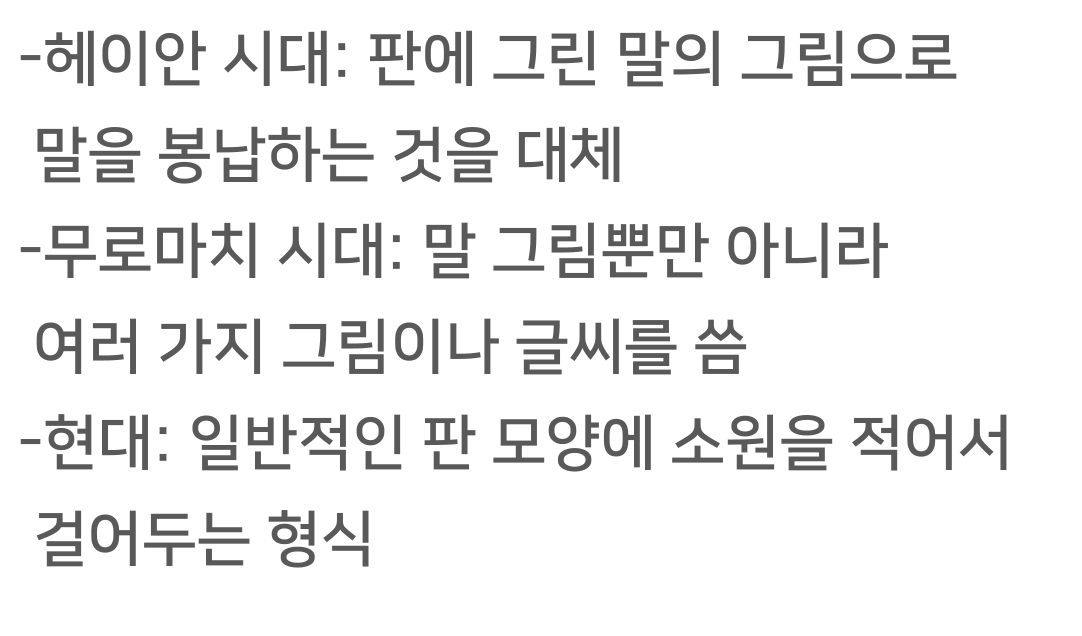 -헤이안 시대: 판에 그린 말의 그림으로
말을 봉납하는 것을 대체
-무로마치 시대: 말 그림뿐만 아니라
여러 가지 그림이나 글씨를 씀
-현대: 일반적인 판 모양에 소원을 적어서
걸어두는 형식